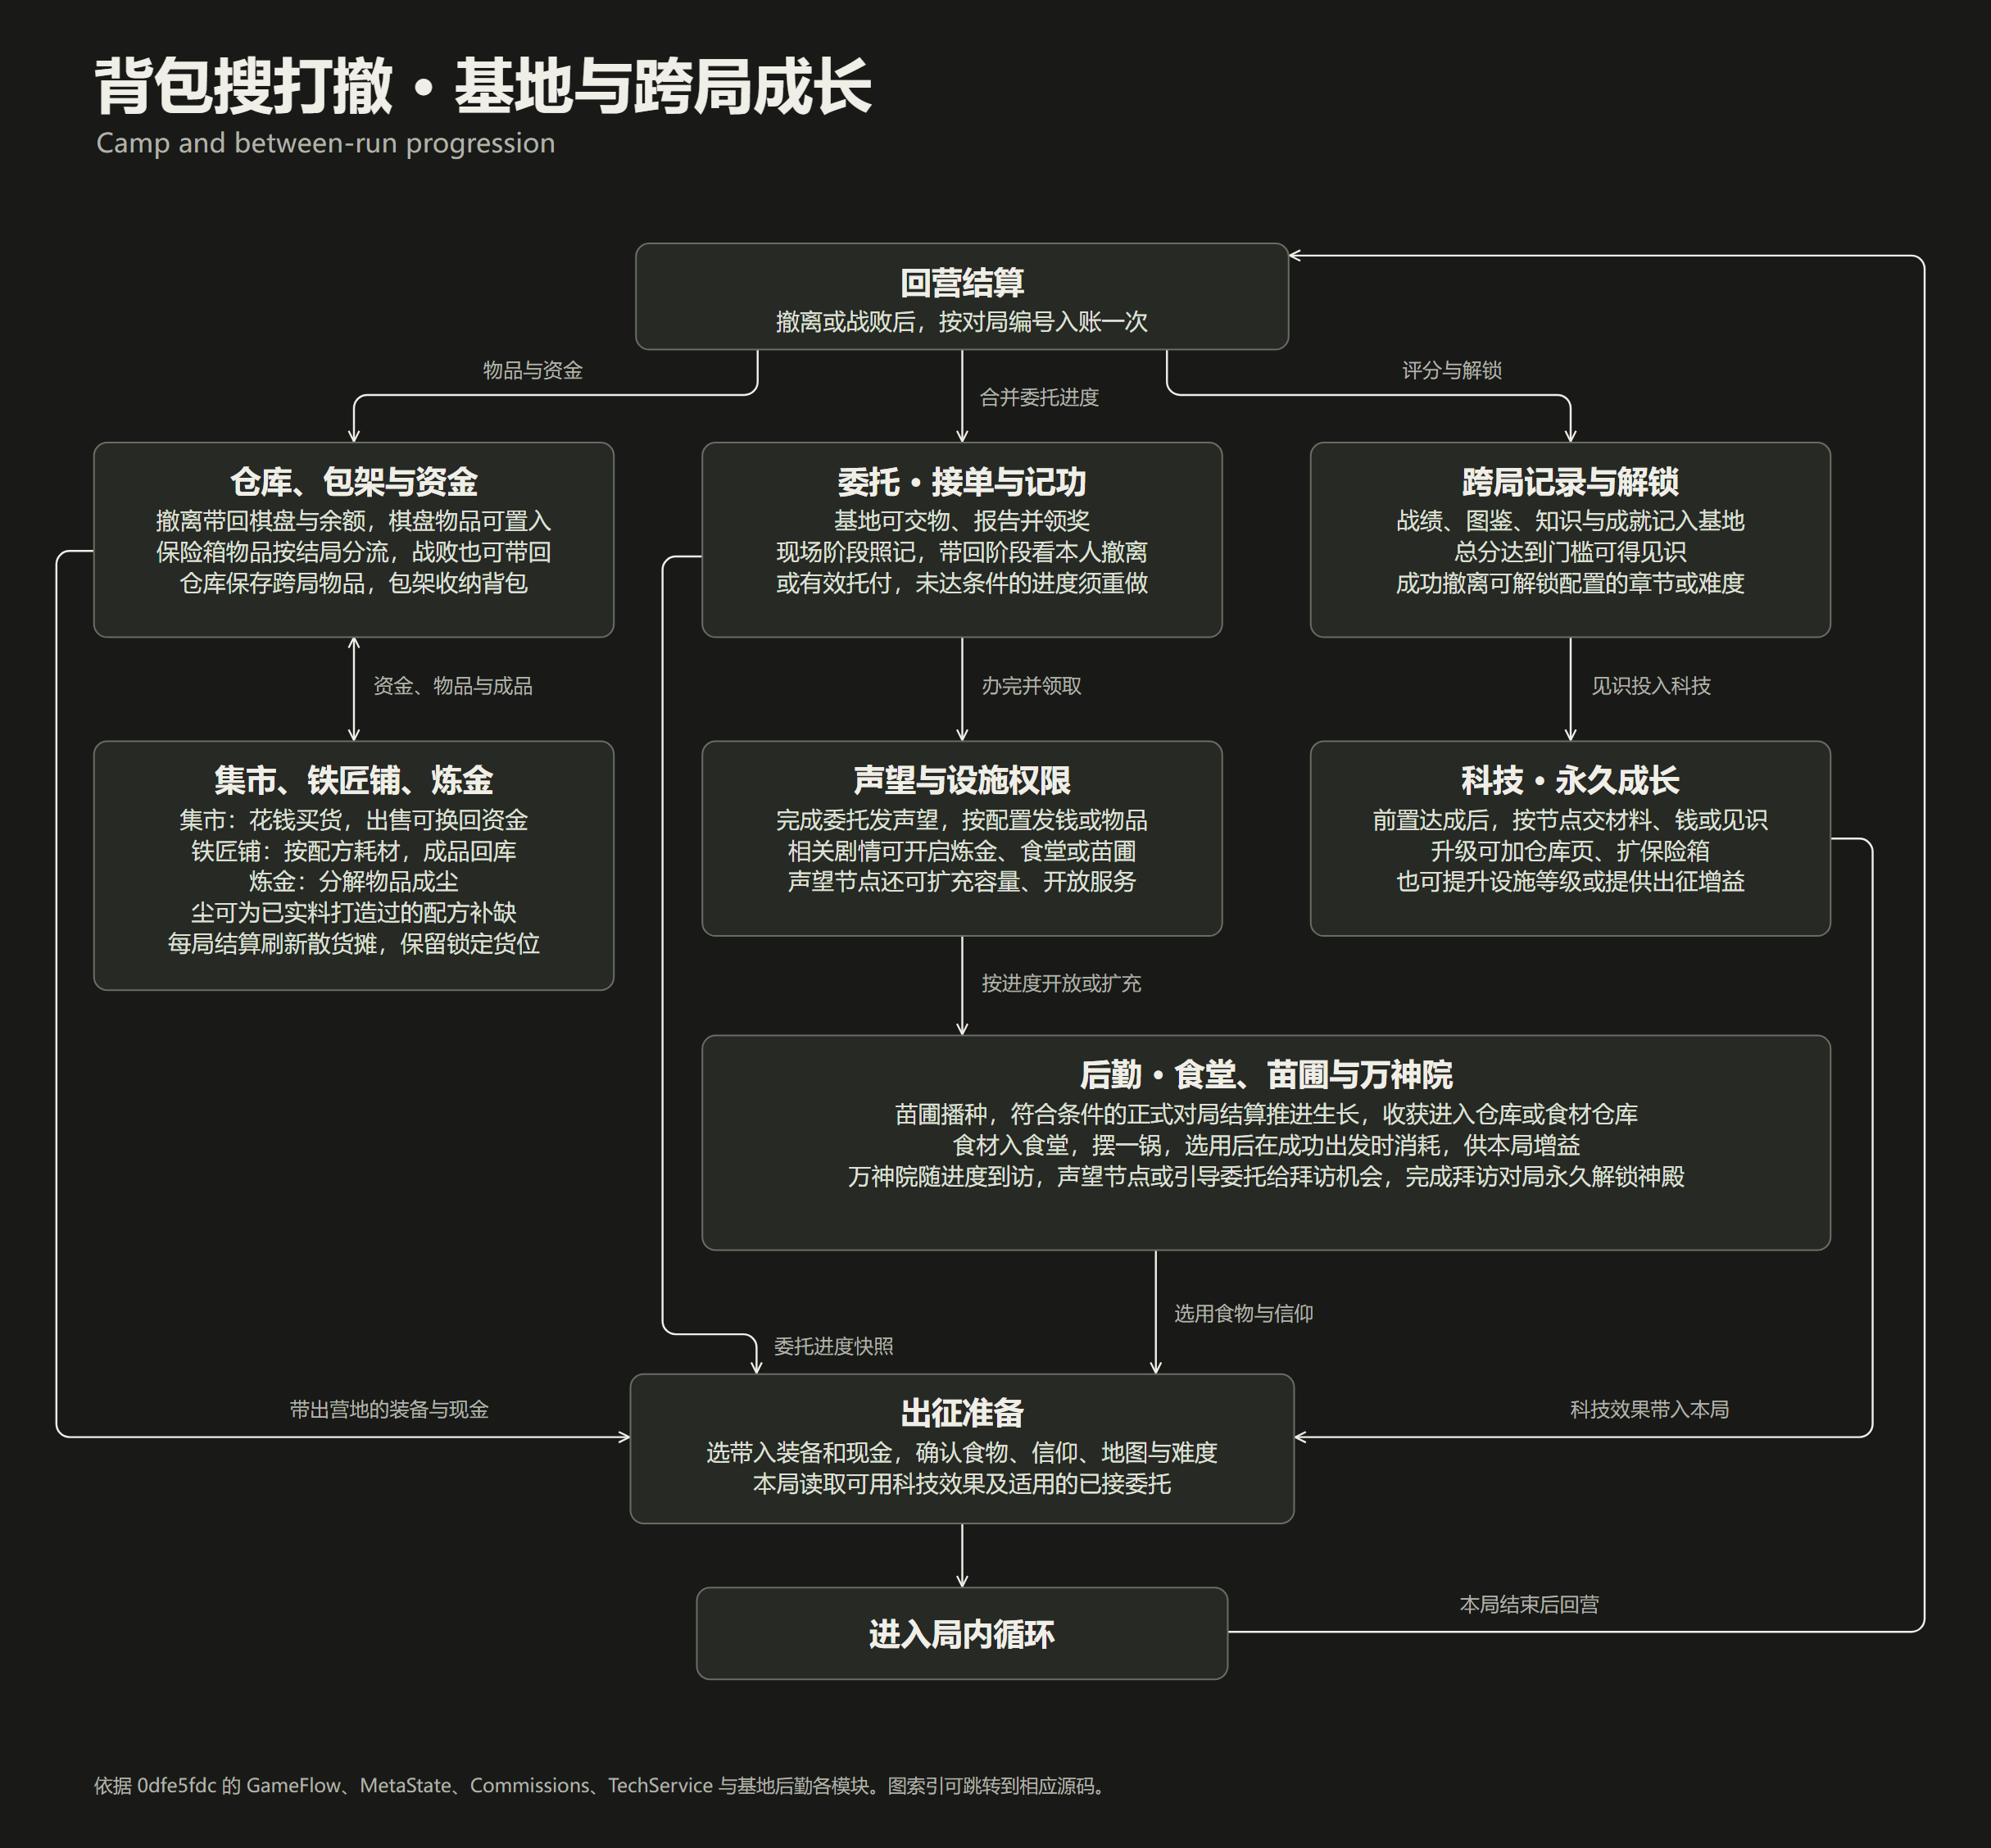 背包搜打撤·基地与跨局成长
Camp and between-run progression
回营结算
撤离或战败后，按对局编号入账一次
物品与资金
合并委托进度
评分与解锁
仓库、包架与资金
撤离带回棋盘与余额，棋盘物品可置入
保险箱物品按结局分流，战败也可带回
仓库保存跨局物品，包架收纳背包
委托·接单与记功
基地可交物、报告并领奖
现场阶段照记，带回阶段看本人撤离
或有效托付，未达条件的进度须重做
跨局记录与解锁
战绩、图鉴、知识与成就记入基地
总分达到门槛可得见识
成功撤离可解锁配置的章节或难度
资金、物品与成品
办完并领取
见识投入科技
集市、铁匠铺、炼金
集市：花钱买货，出售可换回资金
铁匠铺：按配方耗材，成品回库
炼金：分解物品成尘
尘可为已实料打造过的配方补缺
每局结算刷新散货摊，保留锁定货位
声望与设施权限
完成委托发声望，按配置发钱或物品
相关剧情可开启炼金、食堂或苗圃
声望节点还可扩充容量、开放服务
科技·永久成长
前置达成后，按节点交材料、钱或见识
升级可加仓库页、扩保险箱
也可提升设施等级或提供出征增益
按进度开放或扩充
后勤·食堂、苗圃与万神院
苗圃播种，符合条件的正式对局结算推进生长，收获进入仓库或食材仓库
食材入食堂，摆一锅，选用后在成功出发时消耗，供本局增益
万神院随进度到访，声望节点或引导委托给拜访机会，完成拜访对局永久解锁神殿
选用食物与信仰
委托进度快照
带出营地的装备与现金
科技效果带入本局
出征准备
选带入装备和现金，确认食物、信仰、地图与难度
本局读取可用科技效果及适用的已接委托
进入局内循环
本局结束后回营
依据 0dfe5fdc 的 GameFlow、MetaState、Commissions、TechService 与基地后勤各模块。图索引可跳转到相应源码。